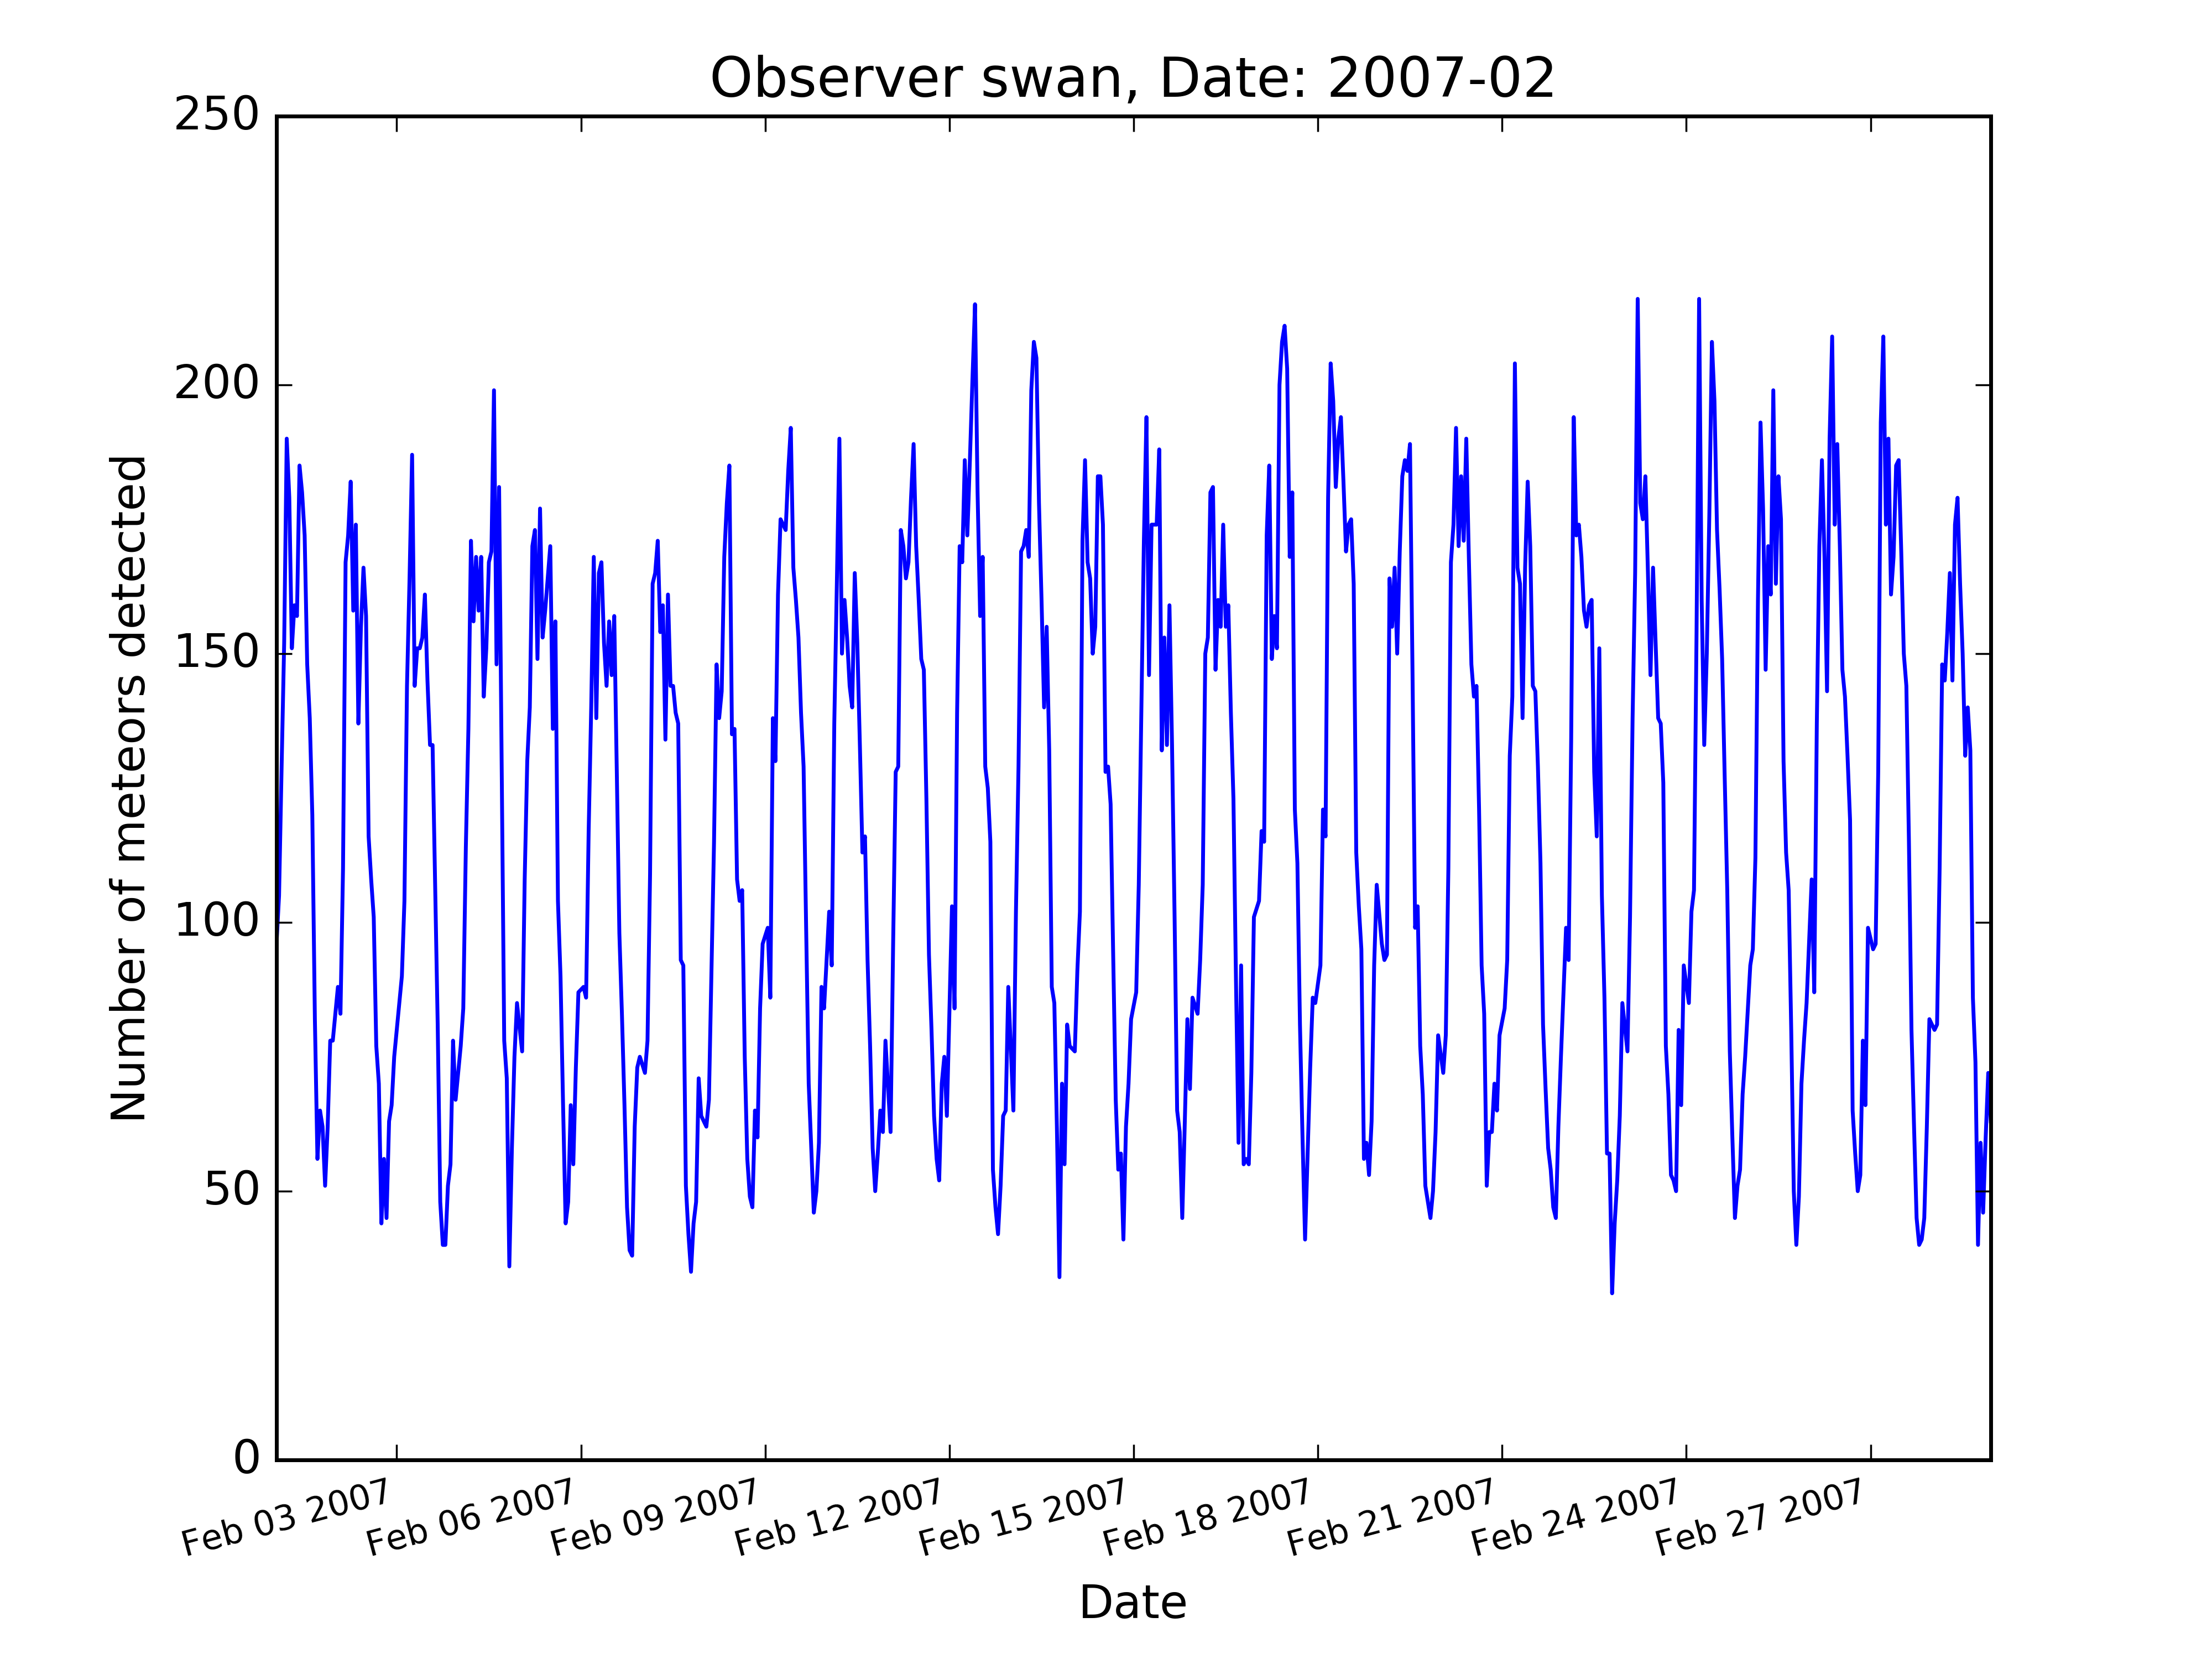 Observer swan, Date: 2007-02
Number of meteors detected
250
200
150
100
50
0
Feb 03 2007
Feb 06 2007
Feb 09 2007
Feb 12 2007
Feb 15 2007
Feb 18 2007
Feb 21 2007
Feb 24 2007
Feb 27 2007
Date